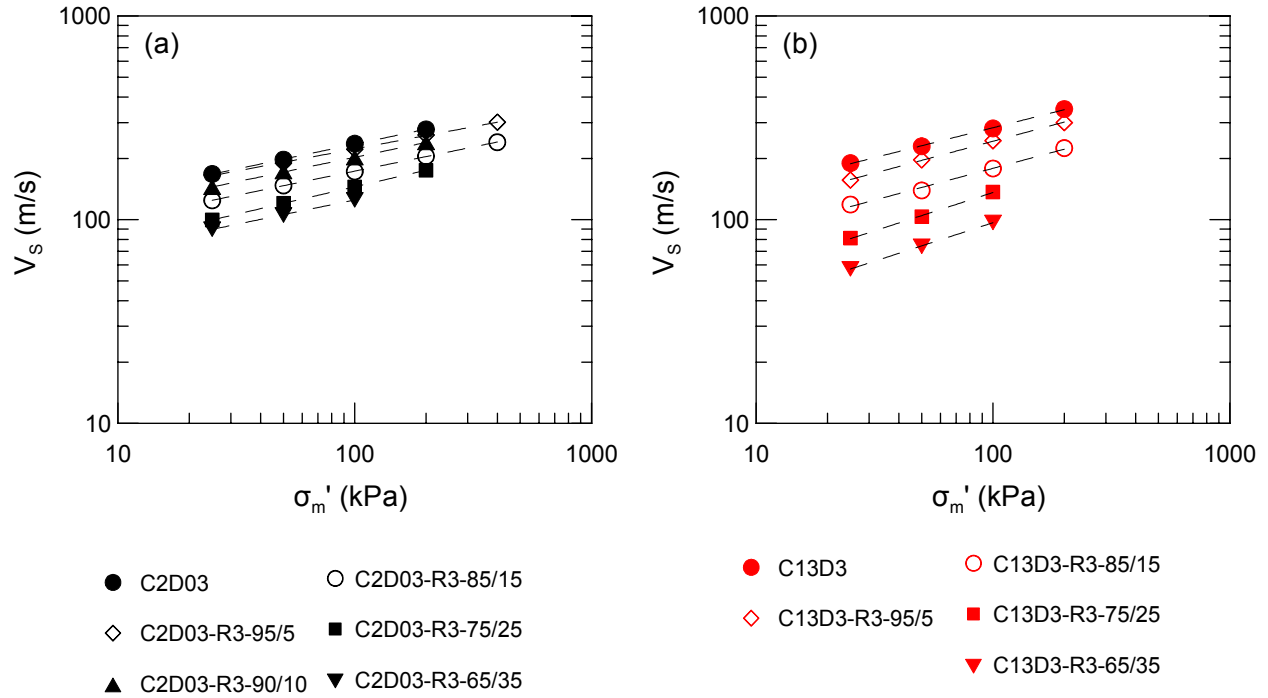 (a)
1000
100
10
V_S (m/s)
10 100 1000
σ_m' (kPa)
C2D03
C2D03-R3-95/5
C2D03-R3-90/10
C2D03-R3-85/15
C2D03-R3-75/25
C2D03-R3-65/35
(b)
1000
100
10
V_S (m/s)
10 100 1000
σ_m' (kPa)
C13D3
C13D3-R-95/5
C13D3-R3-85/15
C13D3-R3-75/25
C13D3-R3-65/35